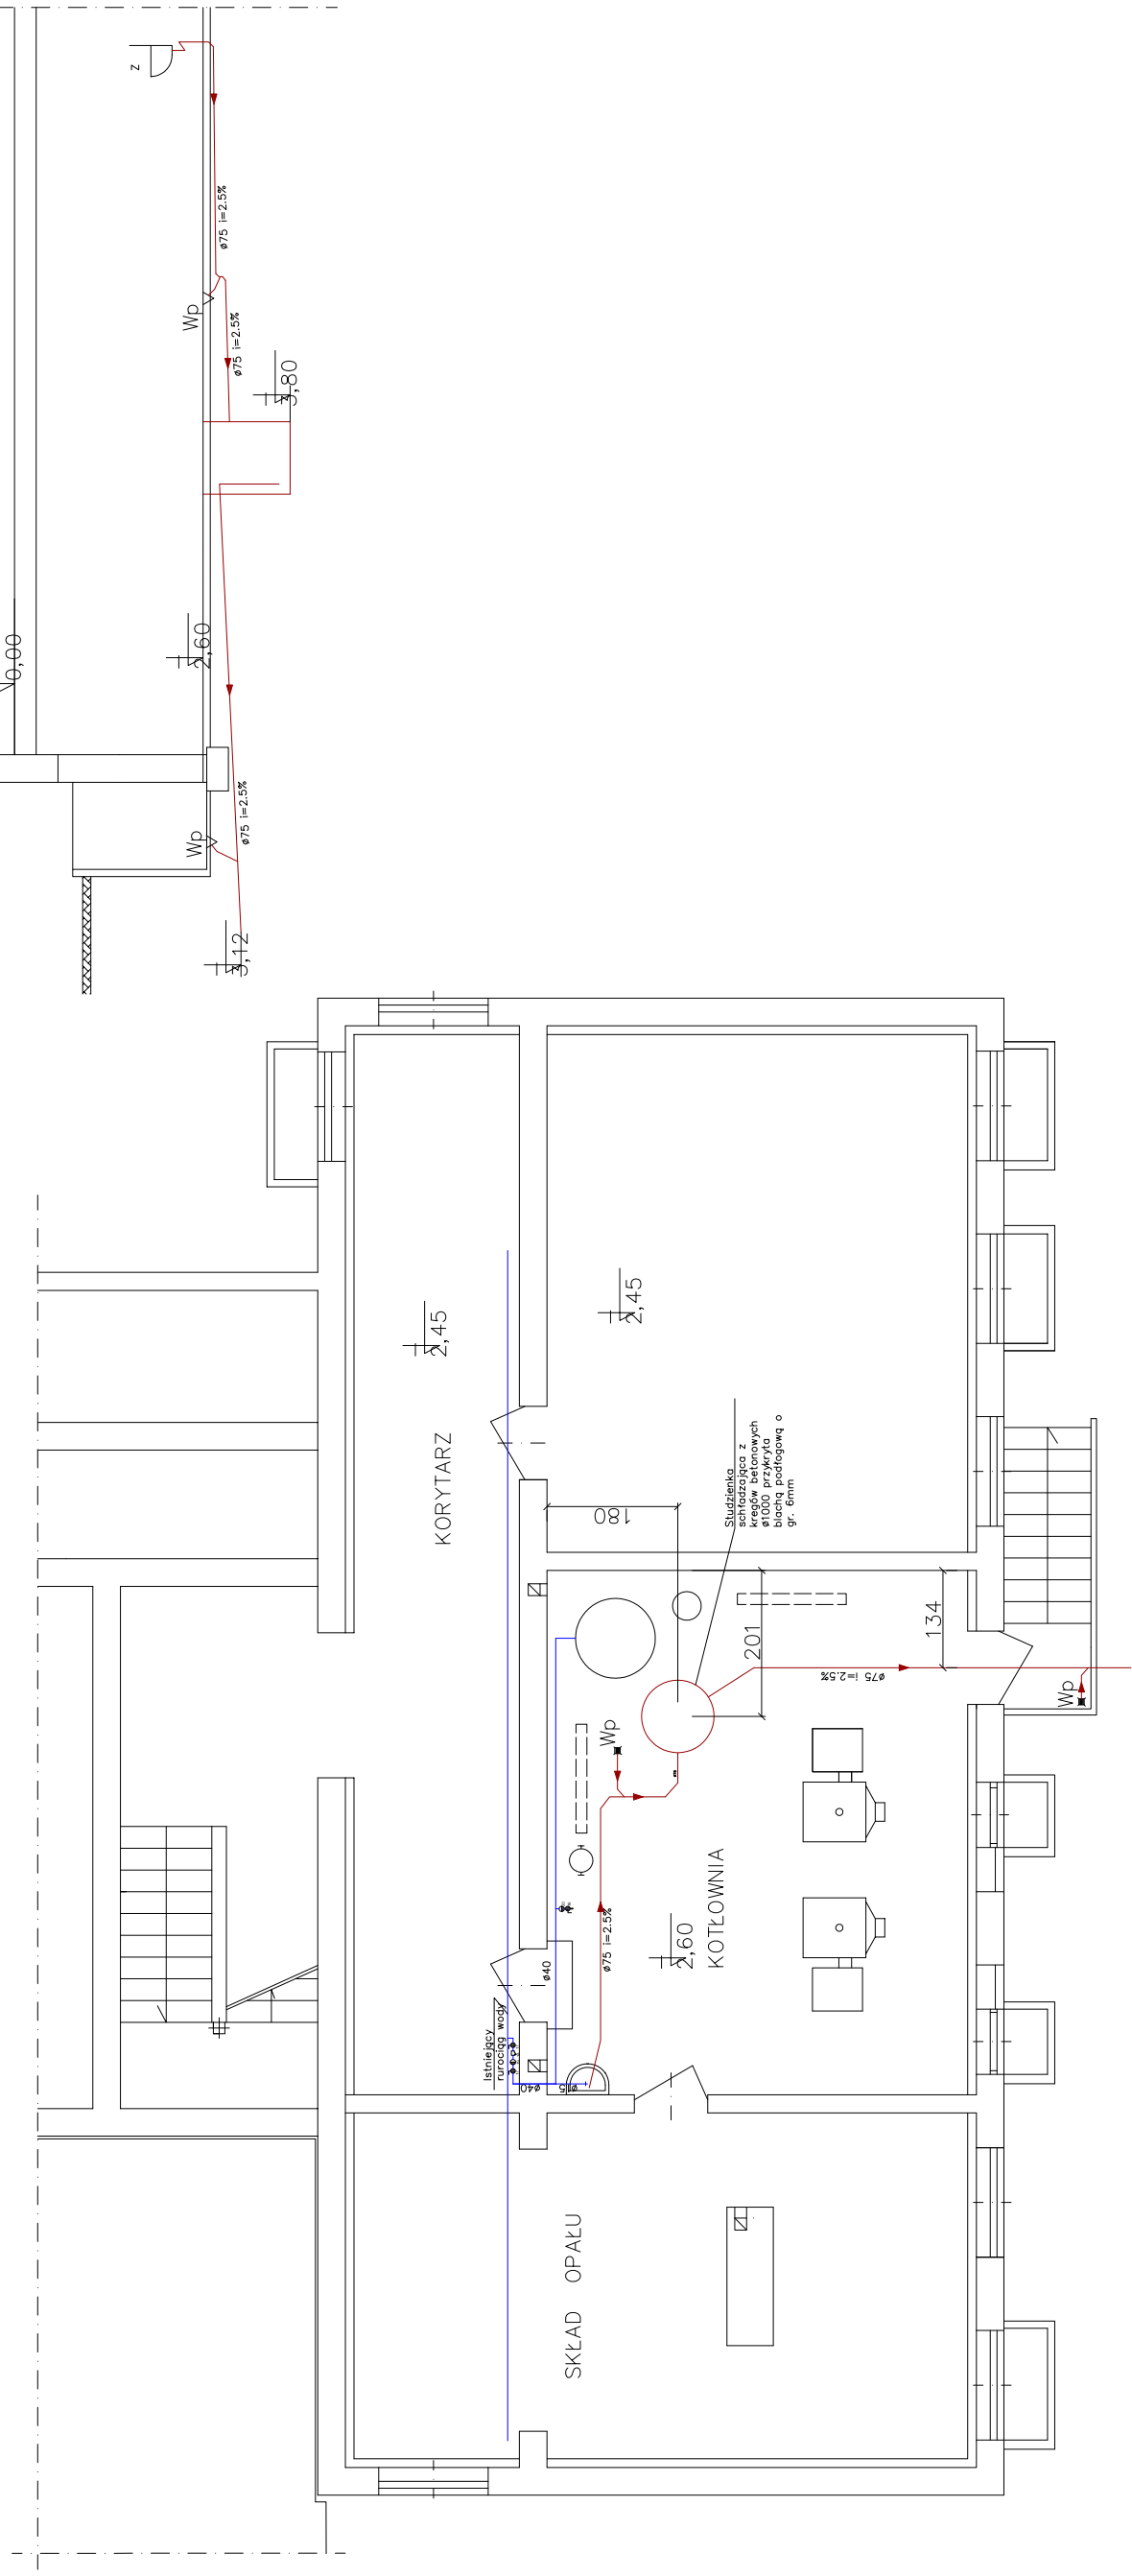 Z
ø75 i=2.5%
Wp
ø75 i=2.5%
3,80
0,00
2,60
ø75 i=2.5%
Wp
3,12
2,45
2,45
KORYTARZ
180
Studzienka
schładzająca z
kręgów betonowych
ø1000 przykryta
blachą podłogową o
gr. 6mm
201
134
ø75 i=2.5%
Wp
Wp
KOTŁOWNIA
2,60
ø75 i=2.5%
ø40
Istniejący
rurociąg wody
ø40
ø15
SKŁAD OPAŁU